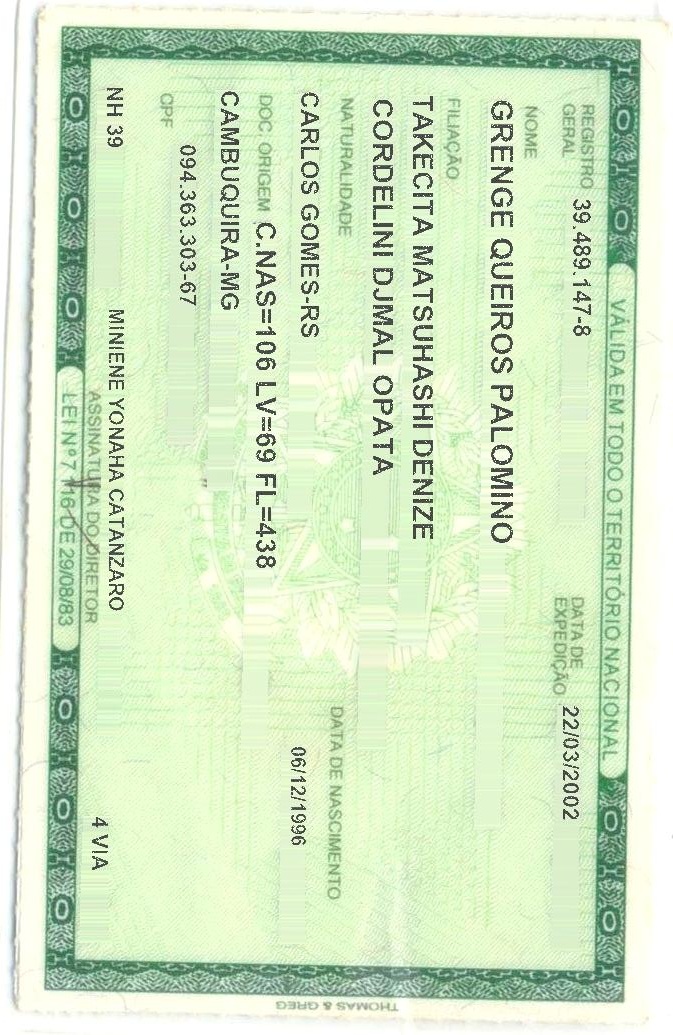 VÁLIDA EM TODO O TERRITÓRIO NACIONAL
REGISTRO GERAL 39.489.147-8 DATA DE EXPEDIÇÃO 22/03/2002
NOME
GRENGE QUEIROS PALOMINO
FILIAÇÃO
TAKECITA MATSUHASHI DENIZE
CORDELINI DJMAL OPATA
NATURALIDADE DATA DE NASCIMENTO
CARLOS GOMES-RS 06/12/1996
DOC. ORIGEM C.NAS=106 LV=69 FL=438
CAMBUQUIRA-MG
CPF 094.363.303-67
NH 39 MINIENE YONAHA CATANZARO 4 VIA
ASSINATURA DO DIRETOR
LEI Nº 7.116 DE 29/08/83
THOMAS & GREG